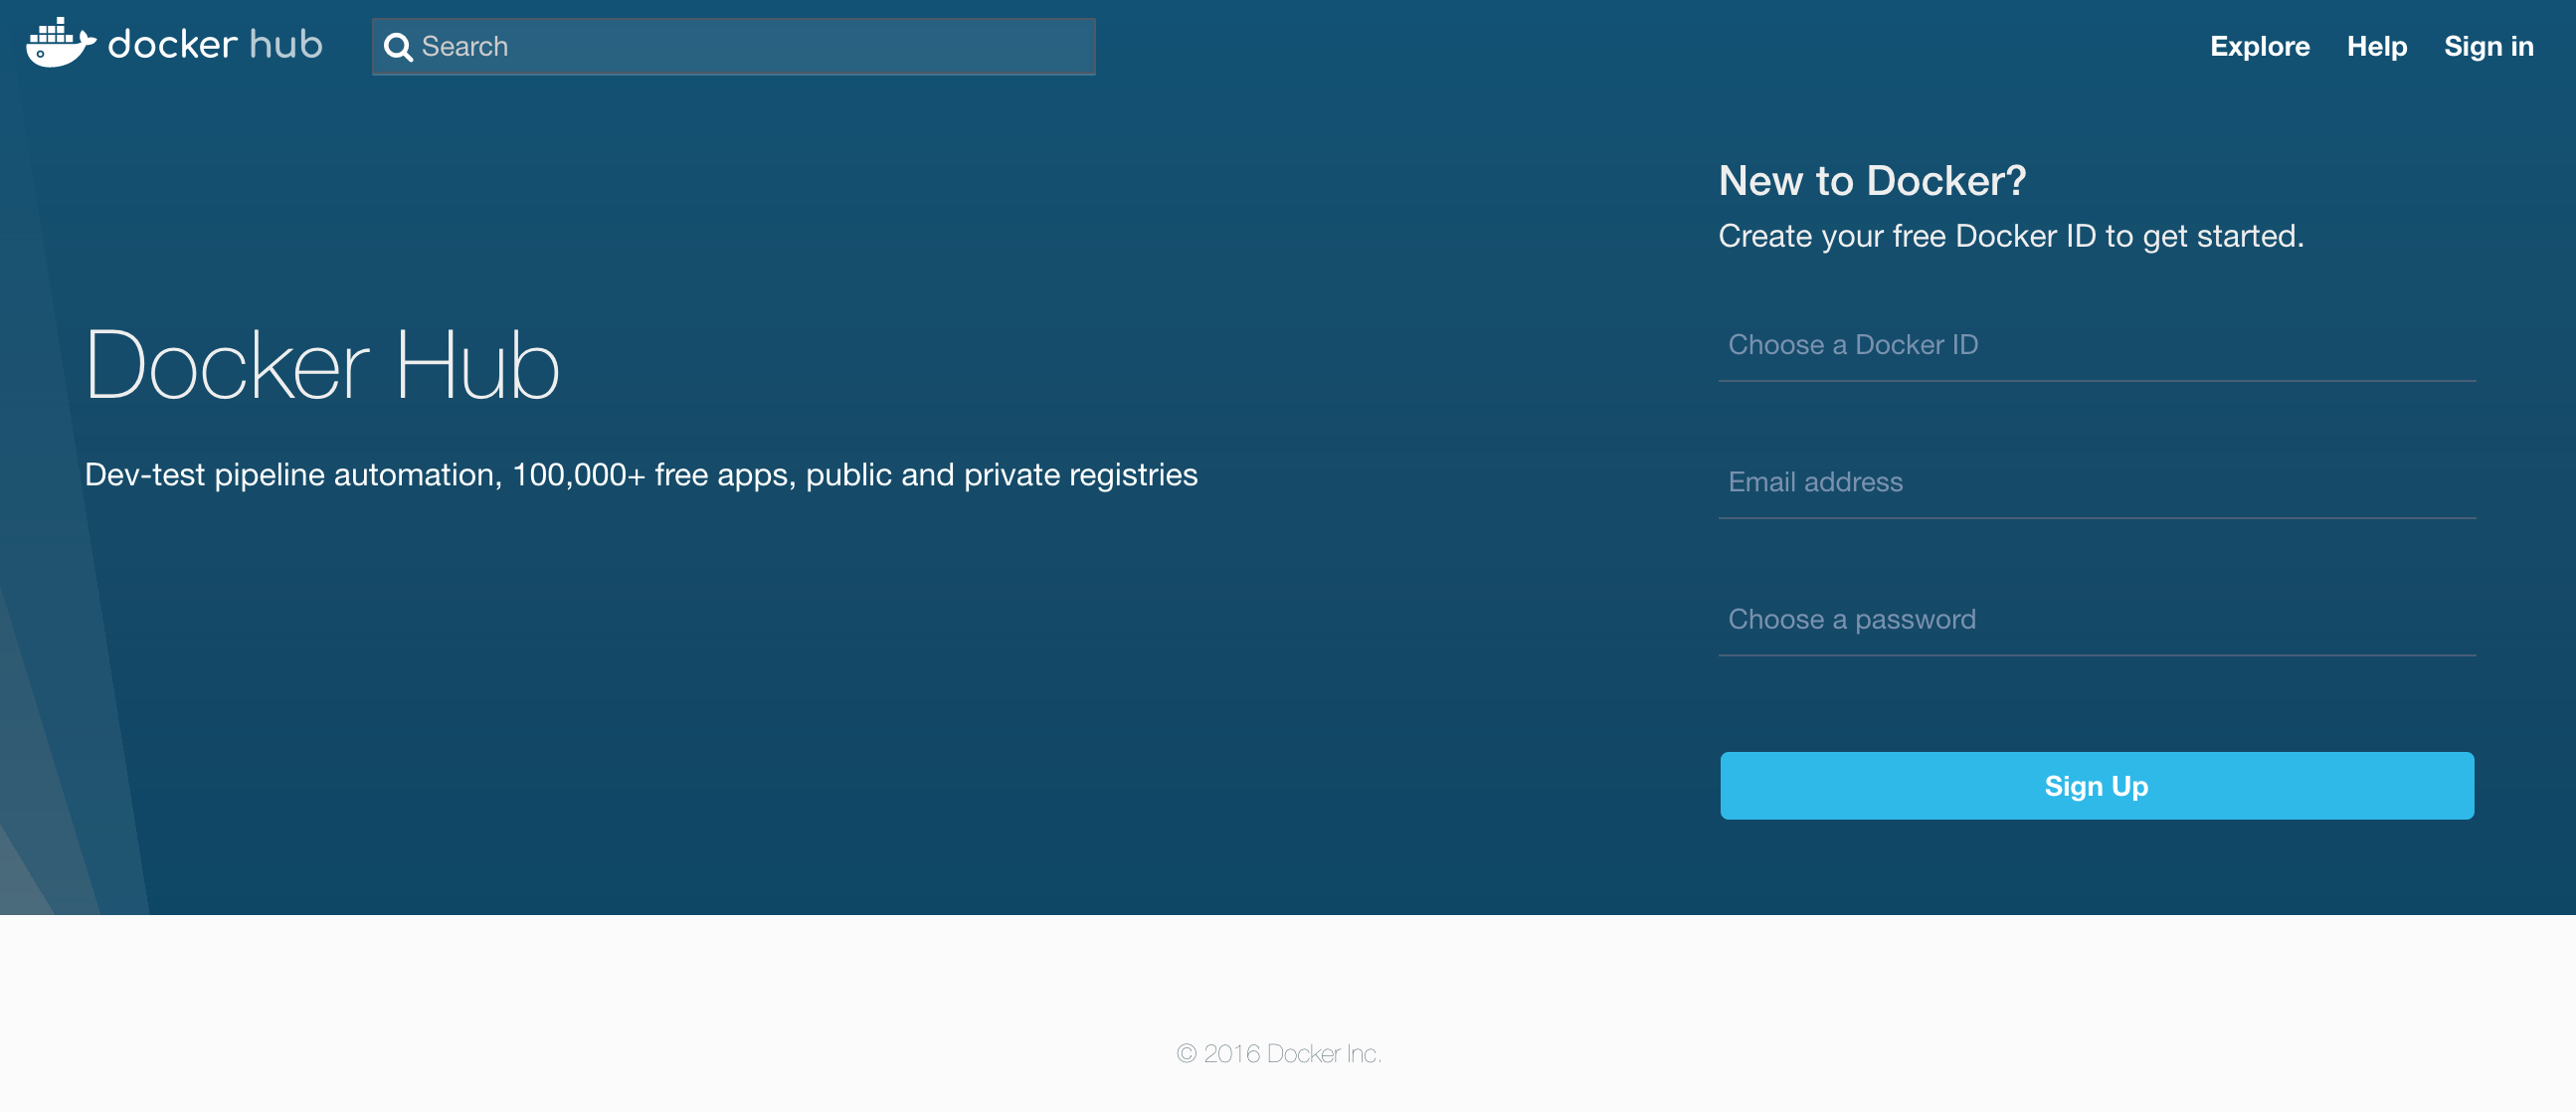 docker hub
Search
Explore
Help
Sign in
New to Docker?
Create your free Docker ID to get started.
Choose a Docker ID
Docker Hub
Dev-test pipeline automation, 100,000+ free apps, public and private registries
Email address
Choose a password
Sign Up
© 2016 Docker Inc.